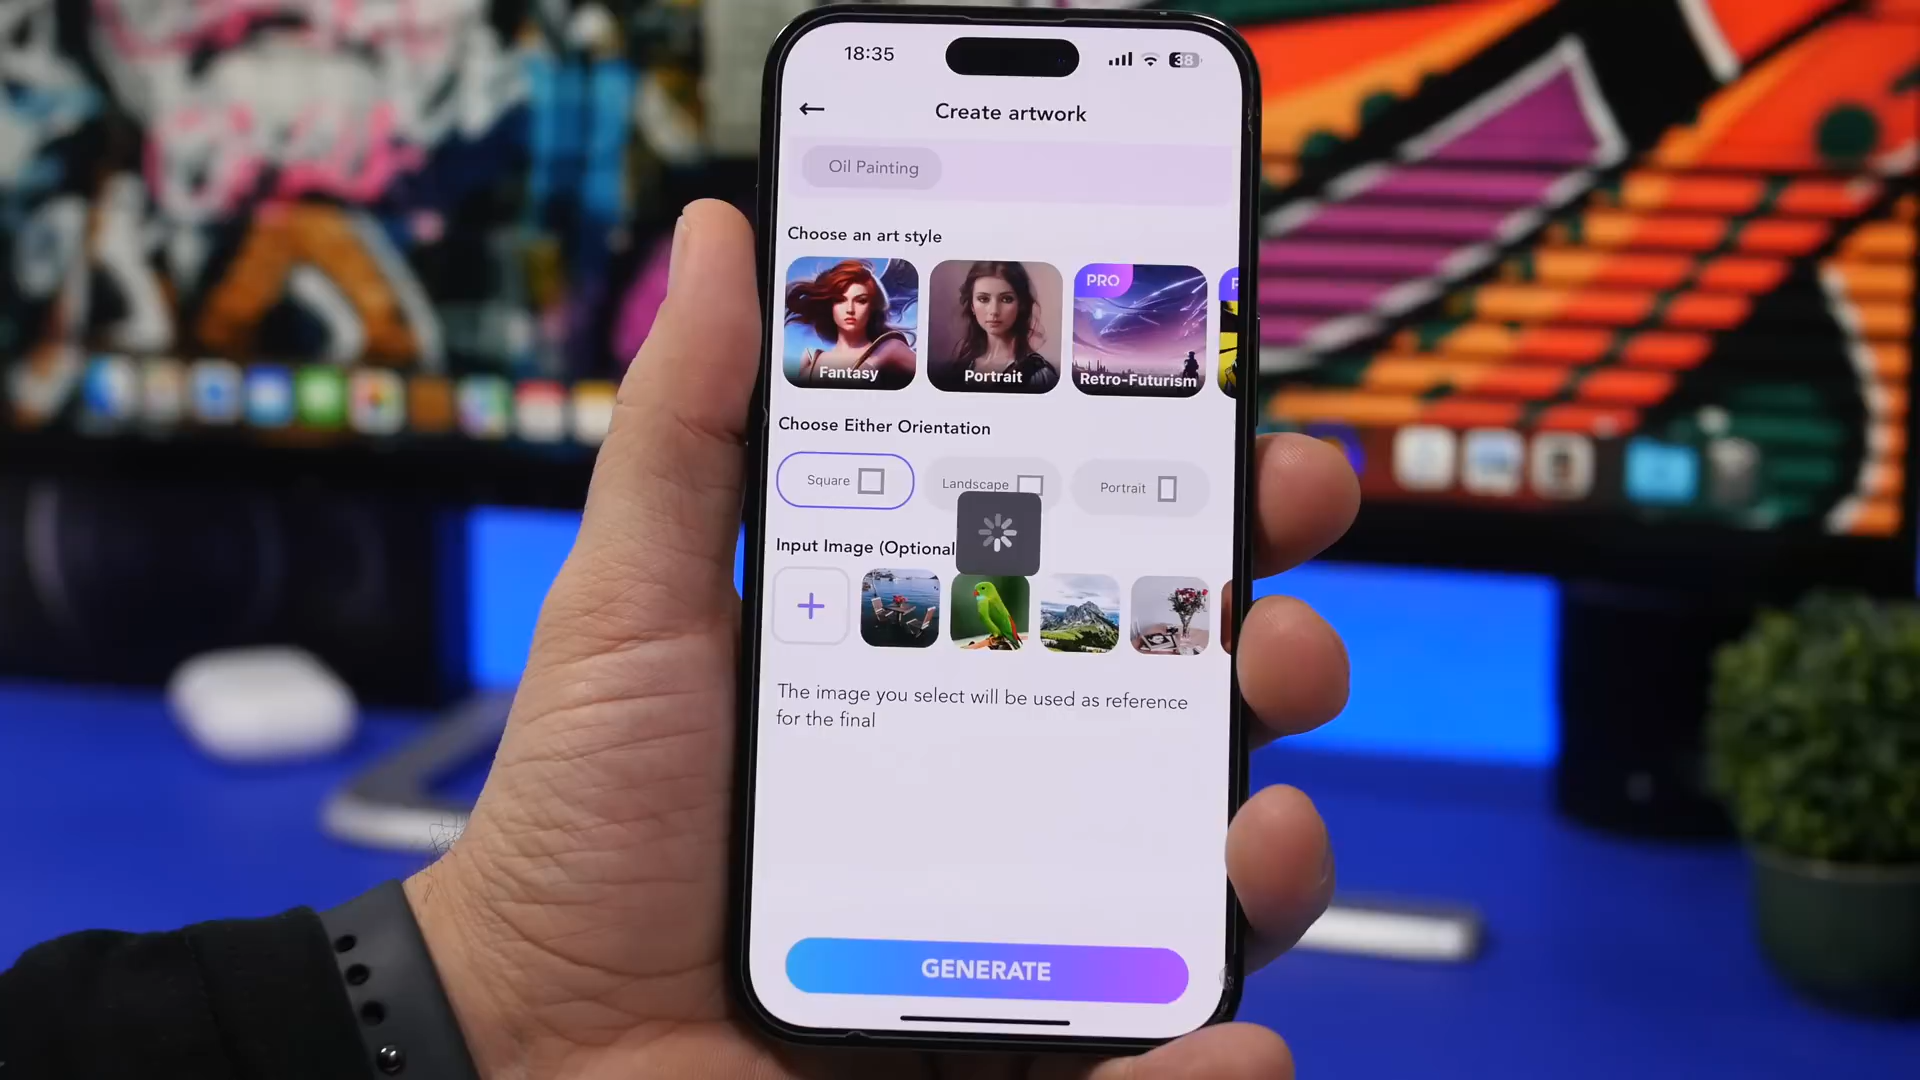 18:35
38
Create artwork
Oil Painting
Choose an art style
PRO
Fantasy
Portrait
Retro-Futurism
Choose Either Orientation
Square
Landscape
Portrait
Input Image (Optional
The image you select will be used as reference
for the final
GENERATE